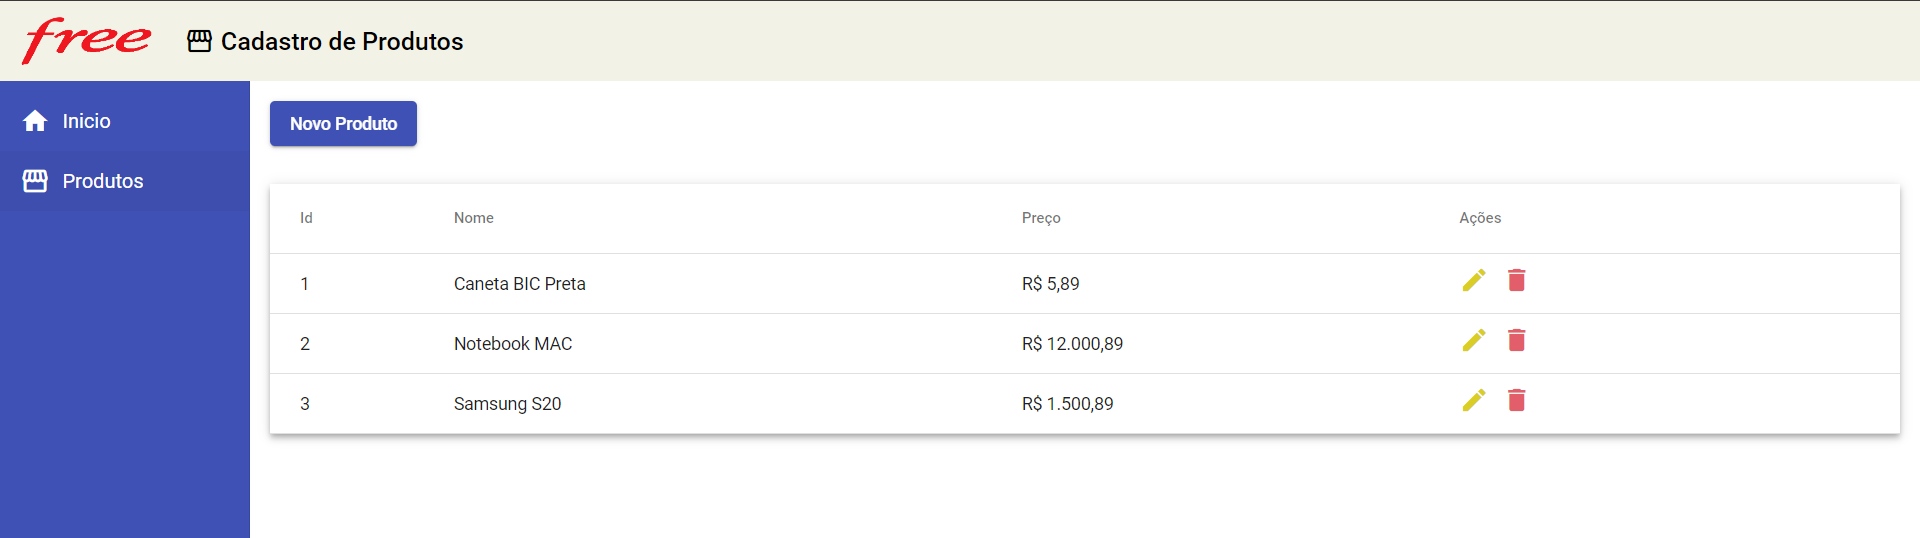 free
Cadastro de Produtos
Inicio
Produtos
Novo Produto
Id Nome Preço Ações
1 Caneta BIC Preta R$ 5,89
2 Notebook MAC R$ 12.000,89
3 Samsung S20 R$ 1.500,89